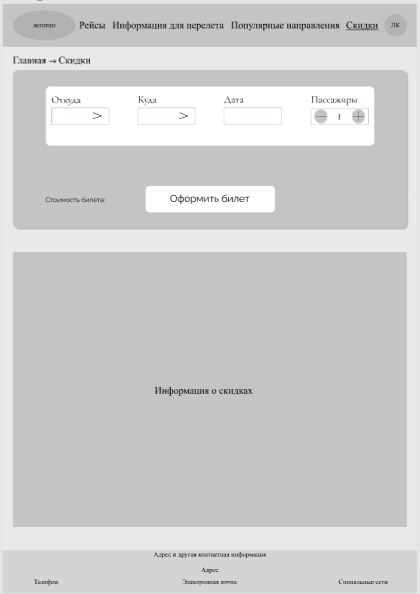 логотип Рейсы Информация для перелета Популярные направления Скидки ЛК
Главная → Скидки
Откуда Куда Дата Пассажиры
> > — 1 +
Стоимость билета: Оформить билет
Информация о скидках
Адрес и другая контактная информация
Адрес
Телефон Электронная почта Социальные сети